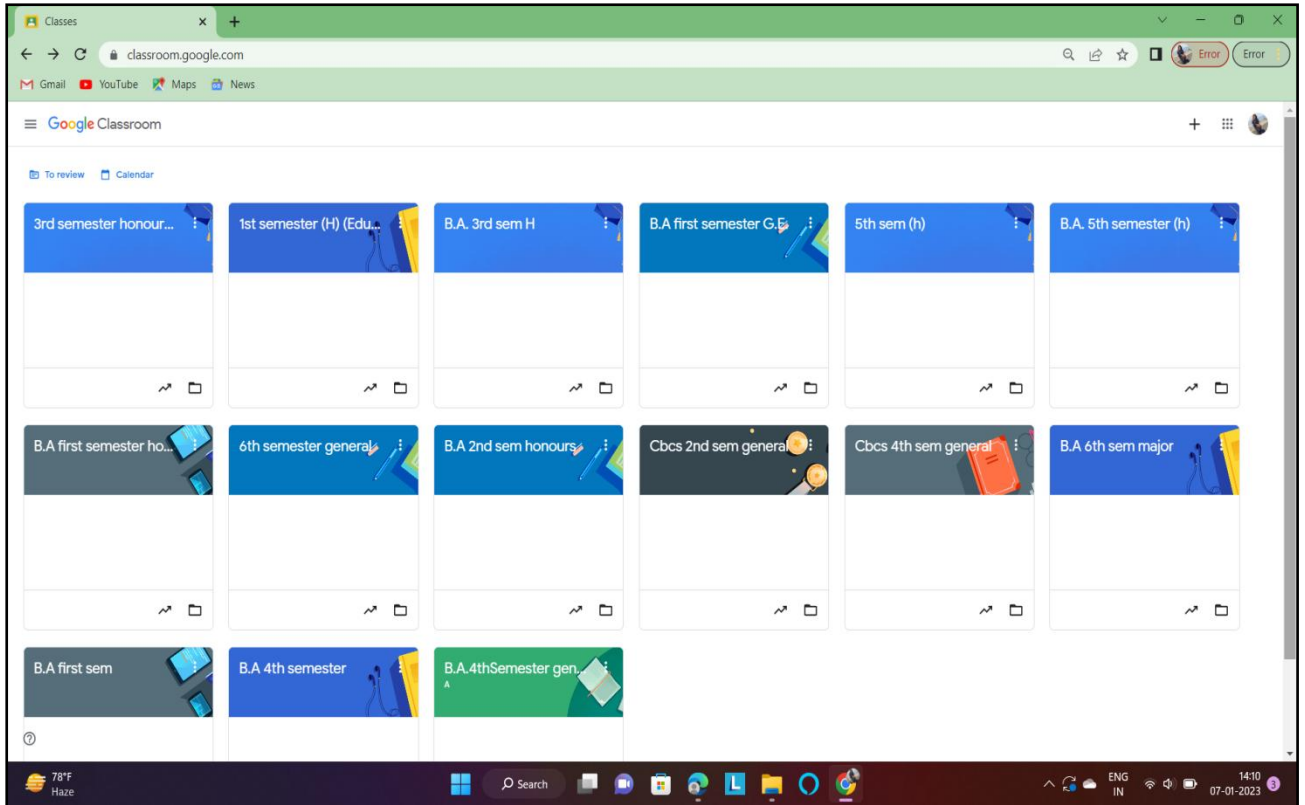 Classes
classroom.google.com
Error
Error
Gmail YouTube Maps News
Google Classroom
To review Calendar
3rd semester honour...
1st semester (H) (Edu...
B.A. 3rd sem H
B.A first semester G.E
5th sem (h)
B.A. 5th semester (h)
B.A first semester ho...
6th semester general
B.A 2nd sem honours
Cbcs 2nd sem general
Cbcs 4th sem general
B.A 6th sem major
B.A first sem
B.A 4th semester
B.A.4thSemester gen...
A
78°F
Haze
Search
L
ENG
IN
14:10
07-01-2023
3